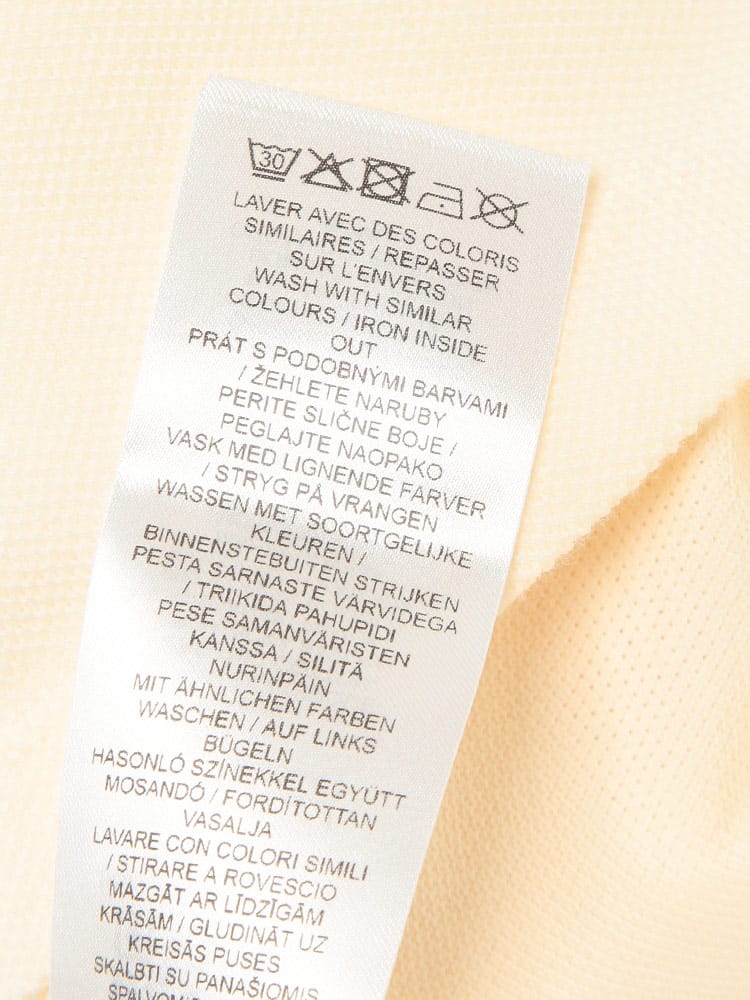 30
LAVER AVEC DES COLORIS
SIMILAIRES / REPASSER
SUR L'ENVERS
WASH WITH SIMILAR
COLOURS / IRON INSIDE
OUT
PRÁT S PODOBNÝMI BARVAMI
/ ŽEHLETE NARUBY
PERITE SLIČNE BOJE /
PEGLAJTE NAOPAKO
VASK MED LIGNENDE FARVER
/ STRYG PÅ VRANGEN
WASSEN MET SOORTGELIJKE
KLEUREN /
BINNENSTEBUITEN STRIJKEN
PESTA SARNASTE VÄRVIDEGA
/ TRIIKIDA PAHUPIDI
PESE SAMANVÄRISTEN
KANSSA / SILITÄ
NURINPÄIN
MIT ÄHNLICHEN FARBEN
WASCHEN / AUF LINKS
BÜGELN
HASONLÓ SZÍNEKKEL EGYÜTT
MOSANDÓ / FORDÍTOTTAN
VASALJA
LAVARE CON COLORI SIMILI
/ STIRARE A ROVESCIO
MAZGĀT AR LĪDZĪGĀM
KRĀSĀM / GLUDINĀT UZ
KREISĀS PUSES
SKALBTI SU PANAŠIOMIS